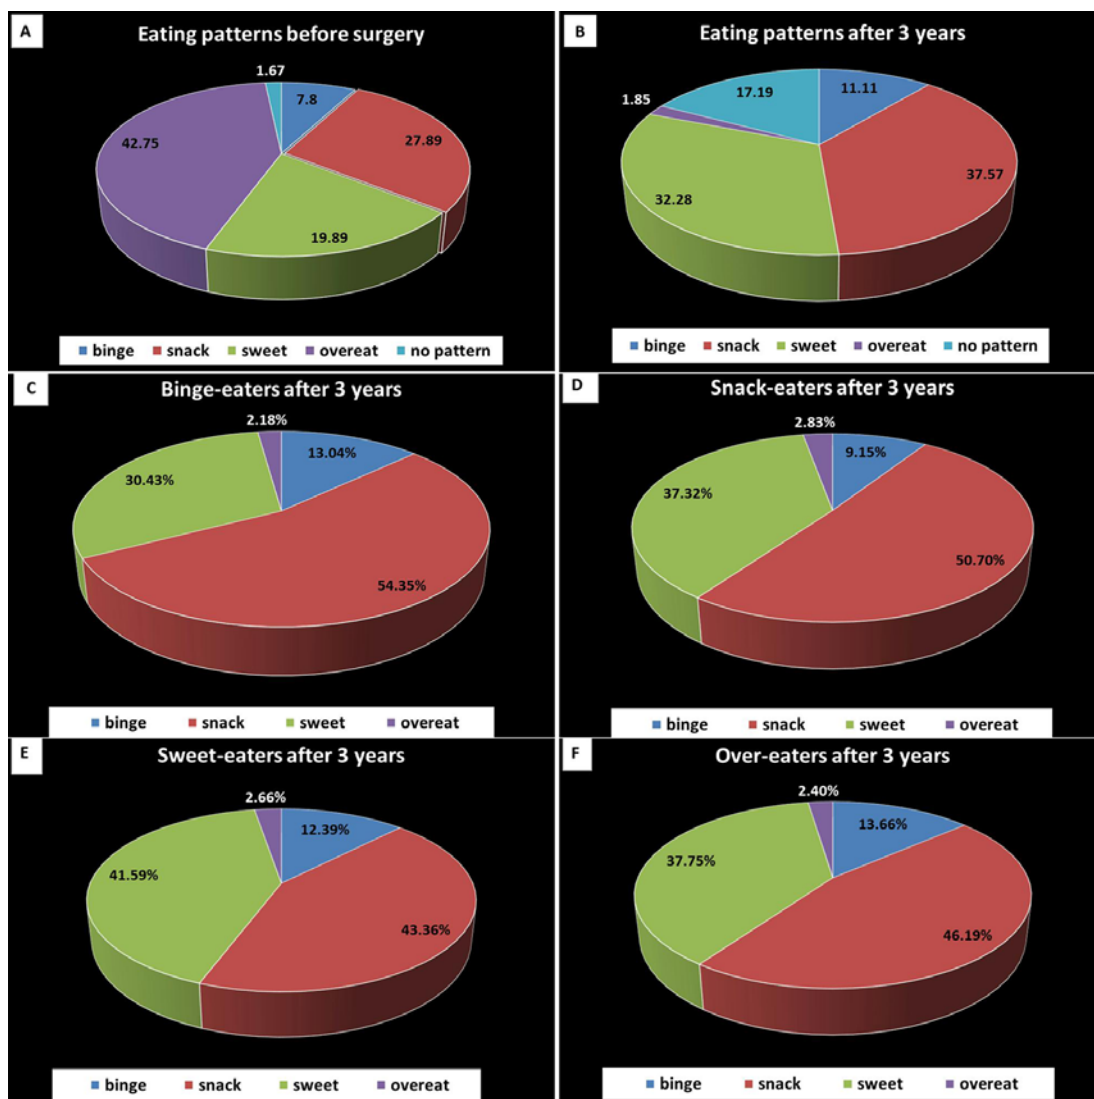 A
Eating patterns before surgery
1.67
7.8
27.89
42.75
19.89
binge snack sweet overeat no pattern
B
Eating patterns after 3 years
17.19
11.11
1.85
37.57
32.28
binge snack sweet overeat no pattern
C
Binge-eaters after 3 years
2.18%
13.04%
30.43%
54.35%
binge snack sweet overeat
D
Snack-eaters after 3 years
2.83%
9.15%
37.32%
50.70%
binge snack sweet overeat
E
Sweet-eaters after 3 years
2.66%
12.39%
41.59%
43.36%
binge snack sweet overeat
F
Over-eaters after 3 years
2.40%
13.66%
37.75%
46.19%
binge snack sweet overeat